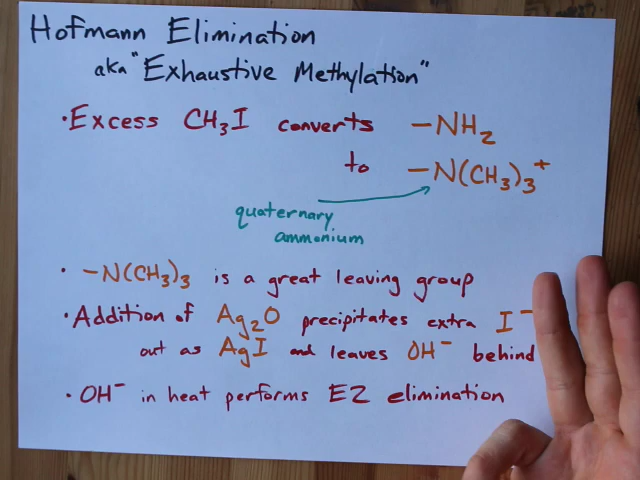 Hofmann Elimination
aka "Exhaustive Methylation"
• Excess CH₃I converts -NH₂
to -N(CH₃)₃⁺
quaternary
ammonium
• -N(CH₃)₃ is a great leaving group
• Addition of Ag₂O precipitates extra I⁻
out as AgI and leaves OH⁻ behind
• OH⁻ in heat performs E2 elimination